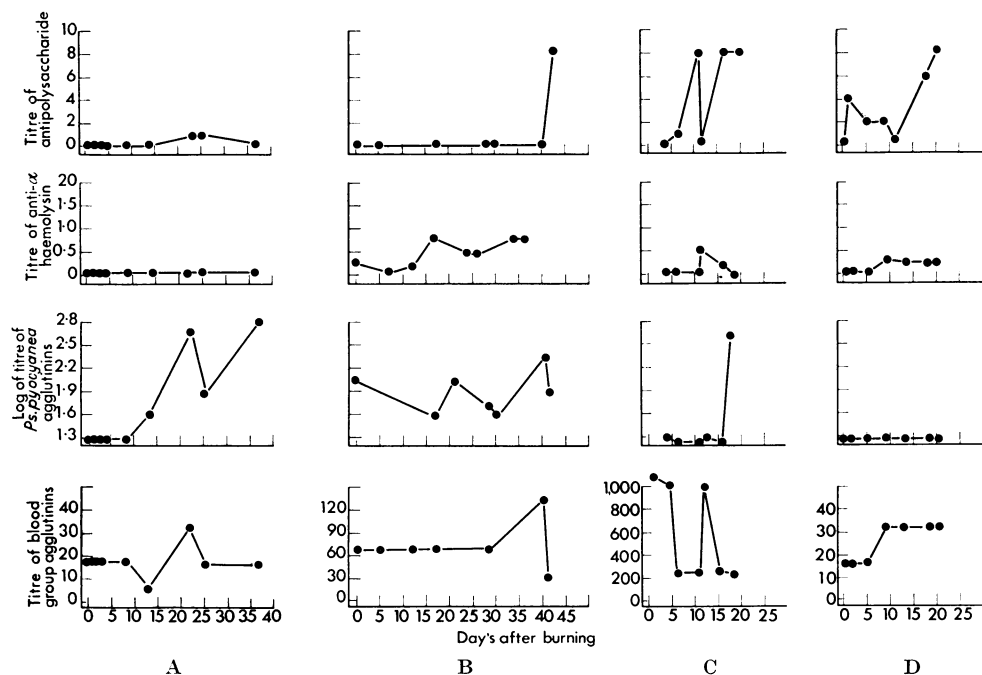 Titre of
antipolysaccharide
10
8
6
4
2
0
Titre of anti-α
haemolysin
20
1·5
1·0
0·5
0
Log of titre of
Ps. pyocyanea
agglutinins
2·8
2·5
2·2
1·9
1·6
1·3
Titre of blood
group agglutinins
40
30
20
10
0
120
90
60
30
0
1,000
800
600
400
200
0
40
30
20
10
0
0 5 10 15 20 25 30 35 40
0 5 10 15 20 25 30 35 40 45
0 5 10 15 20 25
0 5 10 15 20 25
Day's after burning
A B C D